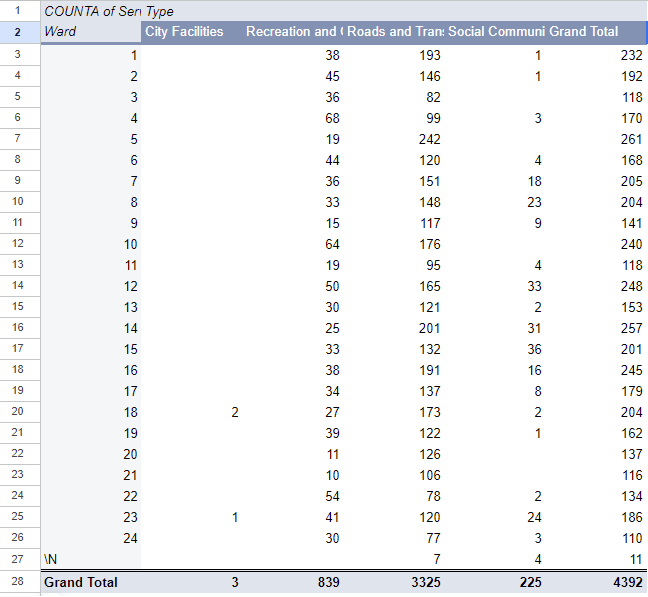 1 COUNTA of Ser Type
2 Ward City Facilities Recreation and Roads and Tran Social Communi Grand Total
3 1 38 193 1 232
4 2 45 146 1 192
5 3 36 82 118
6 4 68 99 3 170
7 5 19 242 261
8 6 44 120 4 168
9 7 36 151 18 205
10 8 33 148 23 204
11 9 15 117 9 141
12 10 64 176 240
13 11 19 95 4 118
14 12 50 165 33 248
15 13 30 121 2 153
16 14 25 201 31 257
17 15 33 132 36 201
18 16 38 191 16 245
19 17 34 137 8 179
20 18 2 27 173 2 204
21 19 39 122 1 162
22 20 11 126 137
23 21 10 106 116
24 22 54 78 2 134
25 23 1 41 120 24 186
26 24 30 77 3 110
27 \N 7 4 11
28 Grand Total 3 839 3325 225 4392